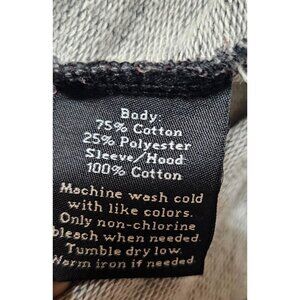 Body:
75% Cotton
25% Polyester
Sleeve/Hood
100% Cotton
Machine wash cold
with like colors.
Only non-chlorine
bleach when needed.
Tumble dry low.
Warm iron if needed.